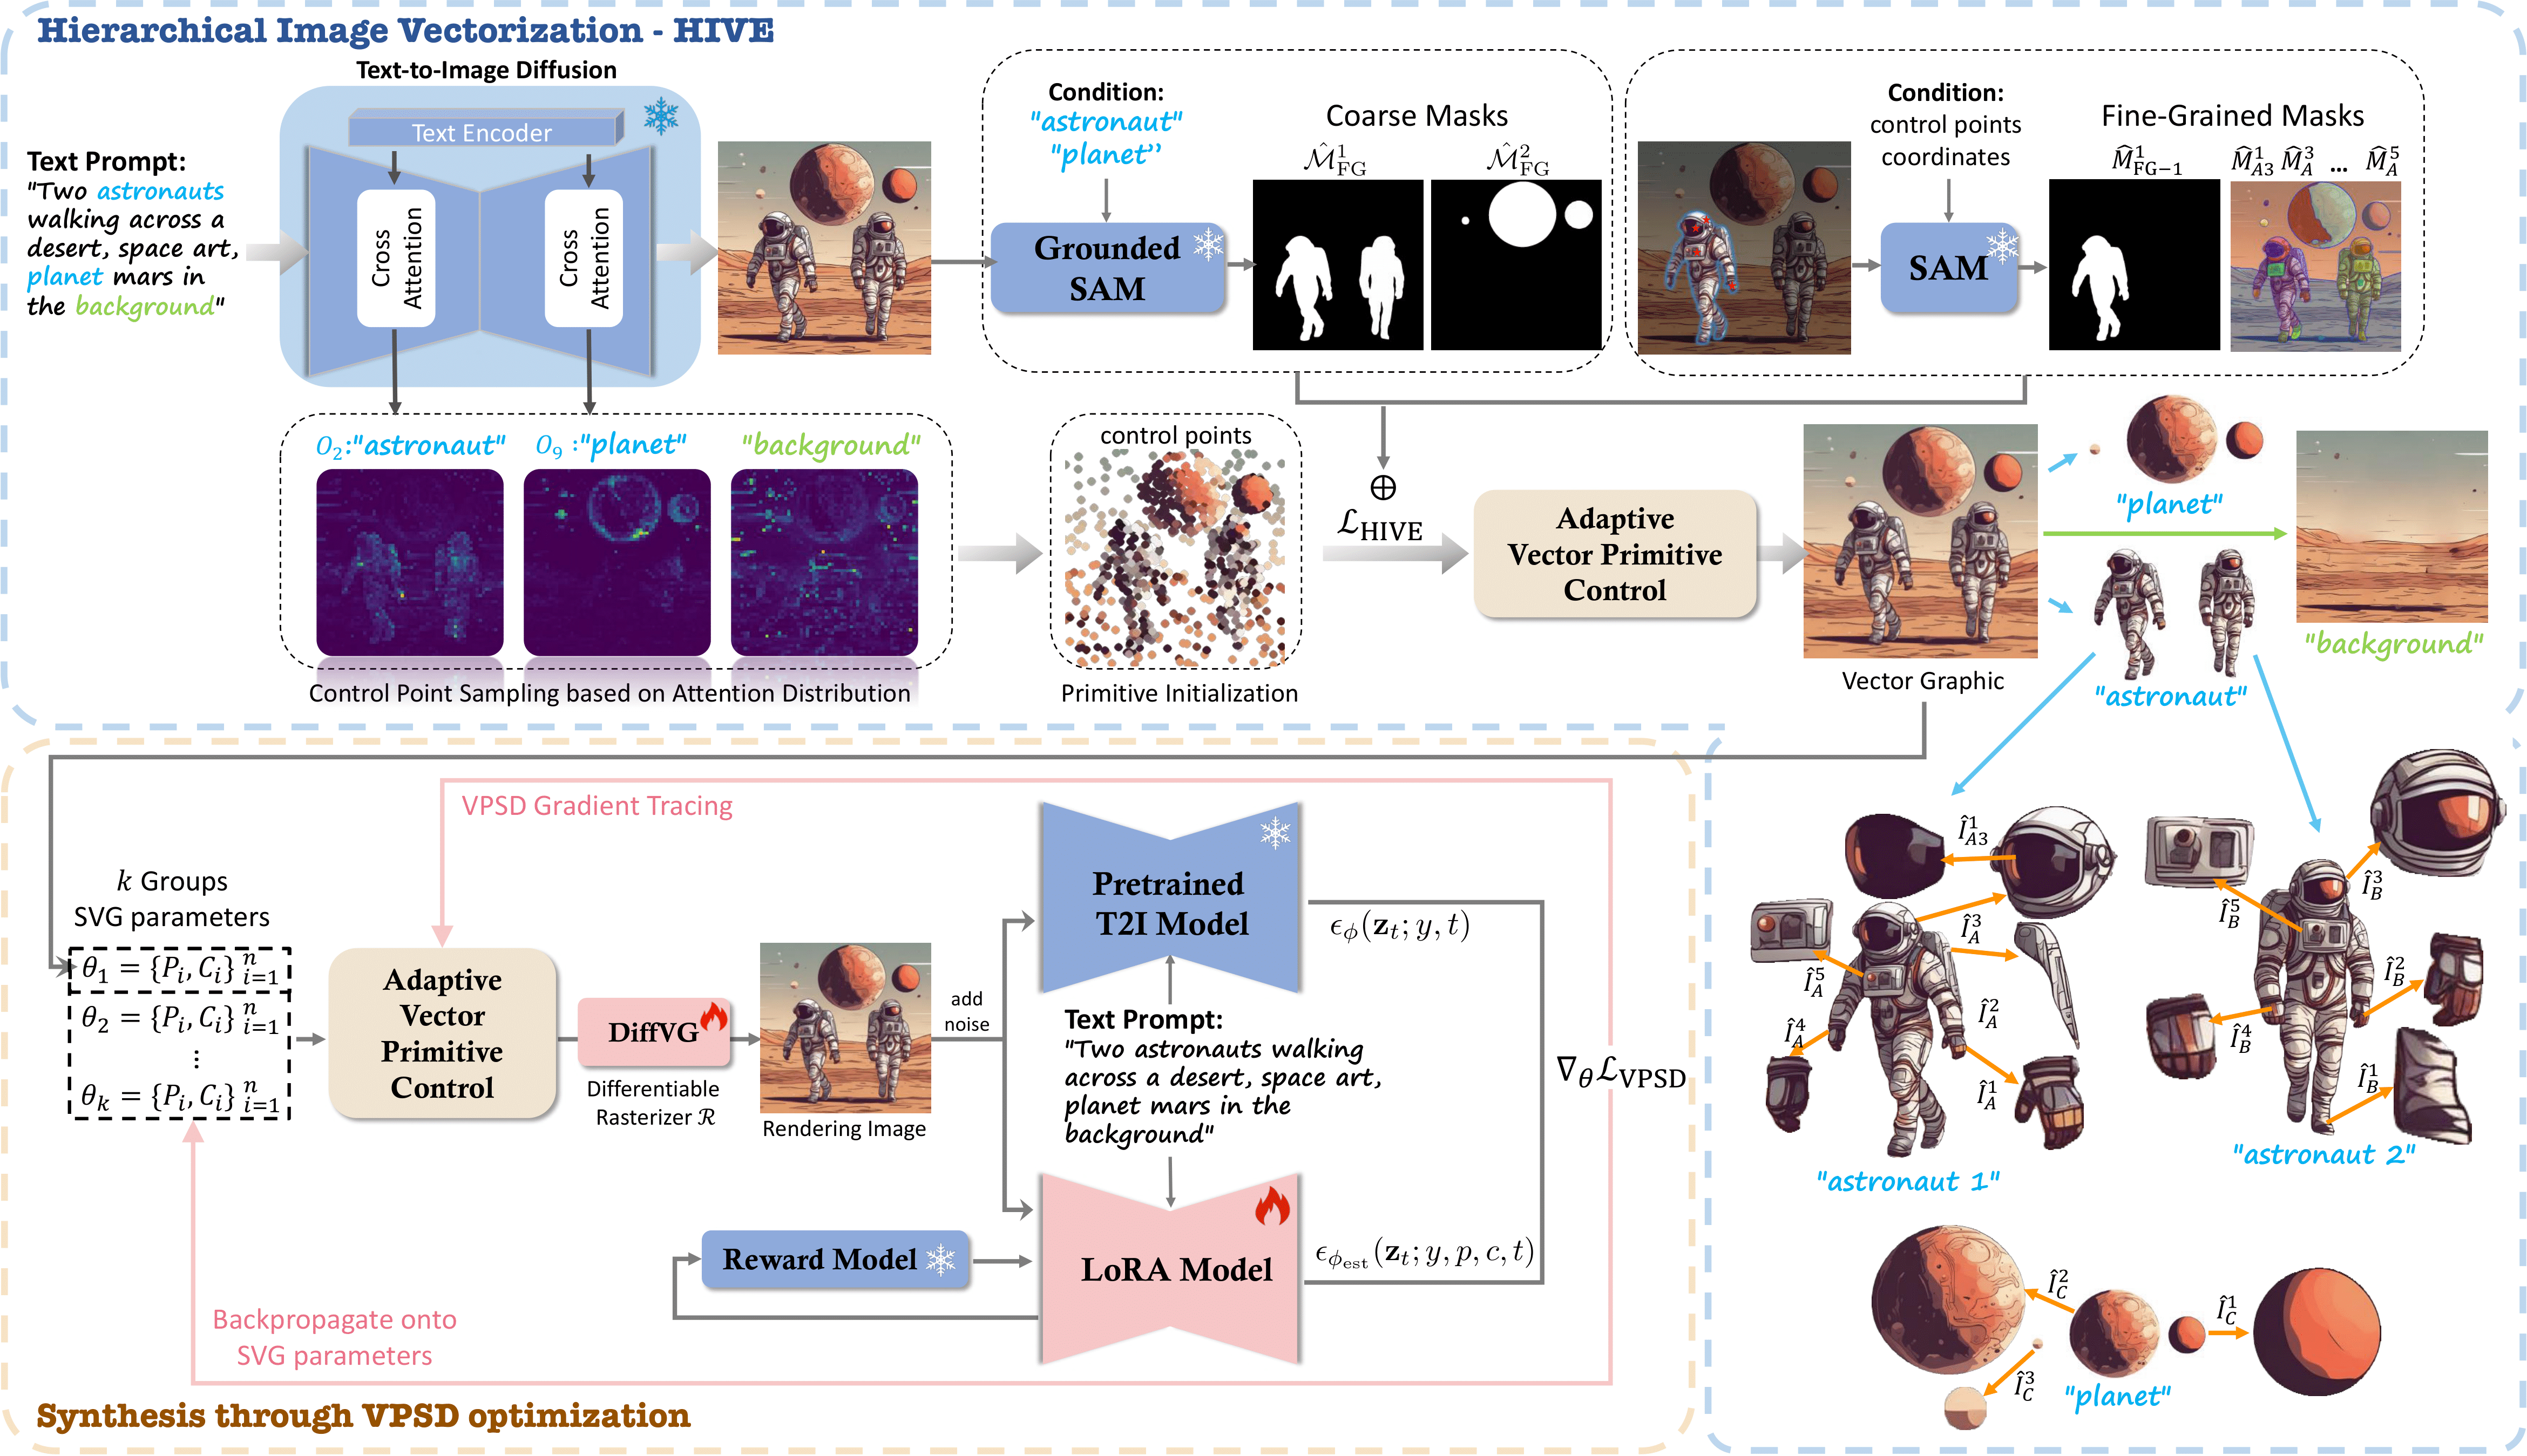 Hierarchical Image Vectorization - HIVE
Text-to-Image Diffusion
Text Encoder
Cross Attention
Cross Attention
Text Prompt:
"Two astronauts
walking across a
desert, space art,
planet mars in
the background"
Condition:
"astronaut"
"planet”
Grounded
SAM
Coarse Masks
$\hat{\mathcal{M}}^1_{\mathrm{FG}}$ $\hat{\mathcal{M}}^2_{\mathrm{FG}}$
Condition:
control points
coordinates
SAM
Fine-Grained Masks
$\hat{M}^1_{\mathrm{FG-1}}$ $\hat{M}^1_{A3}$ $\hat{M}^3_A$ ... $\hat{M}^5_A$
$O_2$:"astronaut" $O_9$ :"planet" "background"
Control Point Sampling based on Attention Distribution
control points
Primitive Initialization
⊕
$\mathcal{L}_{\mathrm{HIVE}}$
Adaptive
Vector Primitive
Control
Vector Graphic
"planet"
"background"
"astronaut"
VPSD Gradient Tracing
k Groups
SVG parameters
$\theta_1 = \{P_i, C_i\}_{i=1}^n$
$\theta_2 = \{P_i, C_i\}_{i=1}^n$
⋮
$\theta_k = \{P_i, C_i\}_{i=1}^n$
Adaptive
Vector
Primitive
Control
DiffVG
Differentiable
Rasterizer $\mathcal{R}$
Rendering Image
add
noise
Pretrained
T2I Model
$\epsilon_\phi(\mathbf{z}_t; y, t)$
Text Prompt:
"Two astronauts walking
across a desert, space art,
planet mars in the
background"
$\nabla_\theta \mathcal{L}_{\mathrm{VPSD}}$
Reward Model
LoRA Model
$\epsilon_{\phi_{\mathrm{est}}}(\mathbf{z}_t; y, p, c, t)$
Backpropagate onto
SVG parameters
Synthesis through VPSD optimization
$\hat{I}^1_{A3}$
$\hat{I}^3_A$
$\hat{I}^5_A$
$\hat{I}^2_A$
$\hat{I}^4_A$
$\hat{I}^1_A$
"astronaut 1"
$\hat{I}^3_B$
$\hat{I}^5_B$
$\hat{I}^2_B$
$\hat{I}^4_B$
$\hat{I}^1_B$
"astronaut 2"
$\hat{I}^2_C$
$\hat{I}^1_C$
$\hat{I}^3_C$
"planet"